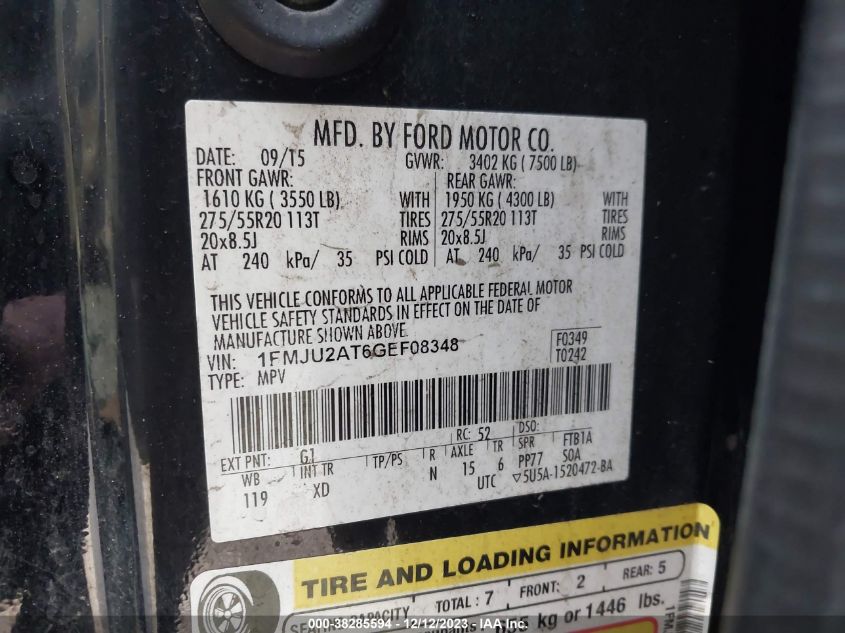 MFD. BY FORD MOTOR CO.
DATE: 09/15 GVWR: 3402 KG ( 7500 LB)
FRONT GAWR: REAR GAWR:
1610 KG ( 3550 LB) WITH 1950 KG ( 4300 LB) WITH
275/55R20 113T TIRES 275/55R20 113T TIRES
20x8.5J RIMS 20x8.5J RIMS
AT 240 kPa/ 35 PSI COLD AT 240 kPa/ 35 PSI COLD
THIS VEHICLE CONFORMS TO ALL APPLICABLE FEDERAL MOTOR
VEHICLE SAFETY STANDARDS IN EFFECT ON THE DATE OF
MANUFACTURE SHOWN ABOVE.
VIN: 1FMJU2AT6GEF08348 F0349
TYPE: MPV T0242
RC: 52 DSO:
EXT PNT: G1 TP/PS R AXLE TR SPR FTB1A
WB INT TR N 15 6 PP77 SOA
119 XD UTC ▽5U5A-1520472-BA
TIRE AND LOADING INFORMATION
TOTAL : 7 FRONT: 2 REAR: 5
kg or 1446 lbs.
COPART - 38285594 - 12/12/2023 - IAA, Inc.